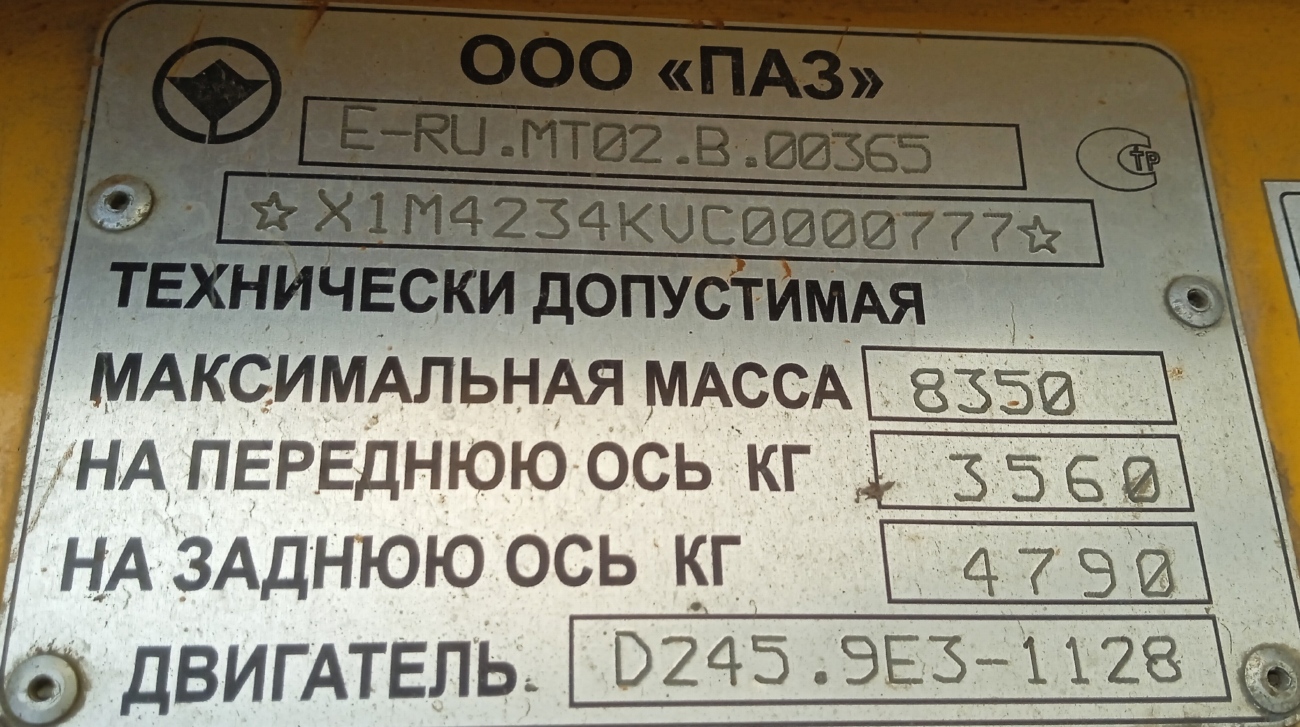 ООО «ПАЗ»
E-RU.MT02.B.00365
☆X1M4234KVC0000777☆
ТЕХНИЧЕСКИ ДОПУСТИМАЯ
МАКСИМАЛЬНАЯ МАССА 8350
НА ПЕРЕДНЮЮ ОСЬ КГ 3560
НА ЗАДНЮЮ ОСЬ КГ 4790
ДВИГАТЕЛЬ. D245.9E3-1128